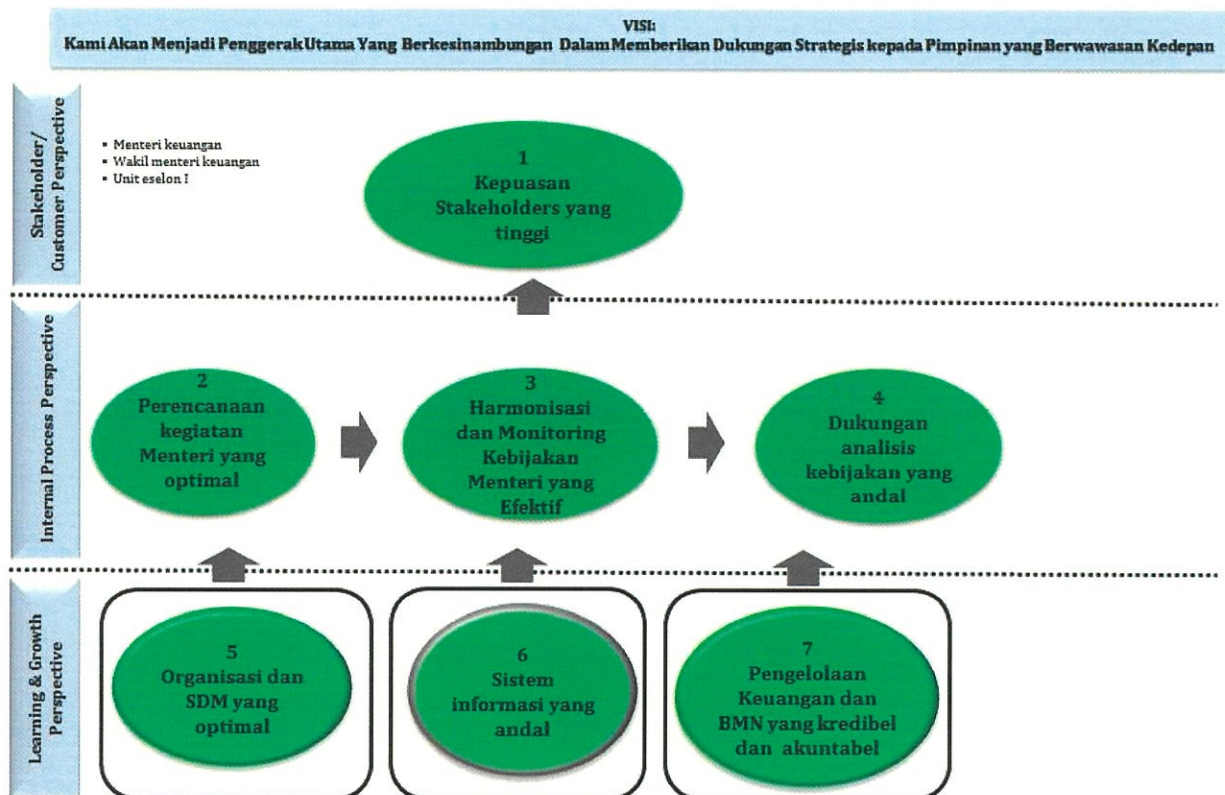 VISI:
Kami Akan Menjadi Penggerak Utama Yang Berkesinambungan Dalam Memberikan Dukungan Strategis kepada Pimpinan yang Berwawasan Kedepan
Stakeholder/
Customer Perspective
▪ Menteri keuangan
▪ Wakil menteri keuangan
▪ Unit eselon I
1
Kepuasan
Stakeholders yang
tinggi
Internal Process Perspective
2
Perencanaan
kegiatan
Menteri yang
optimal
3
Harmonisasi
dan Monitoring
Kebijakan
Menteri yang
Efektif
4
Dukungan
analisis
kebijakan yang
andal
Learning & Growth
Perspective
5
Organisasi dan
SDM yang
optimal
6
Sistem
informasi yang
andal
7
Pengelolaan
Keuangan dan
BMN yang kredibel
dan akuntabel